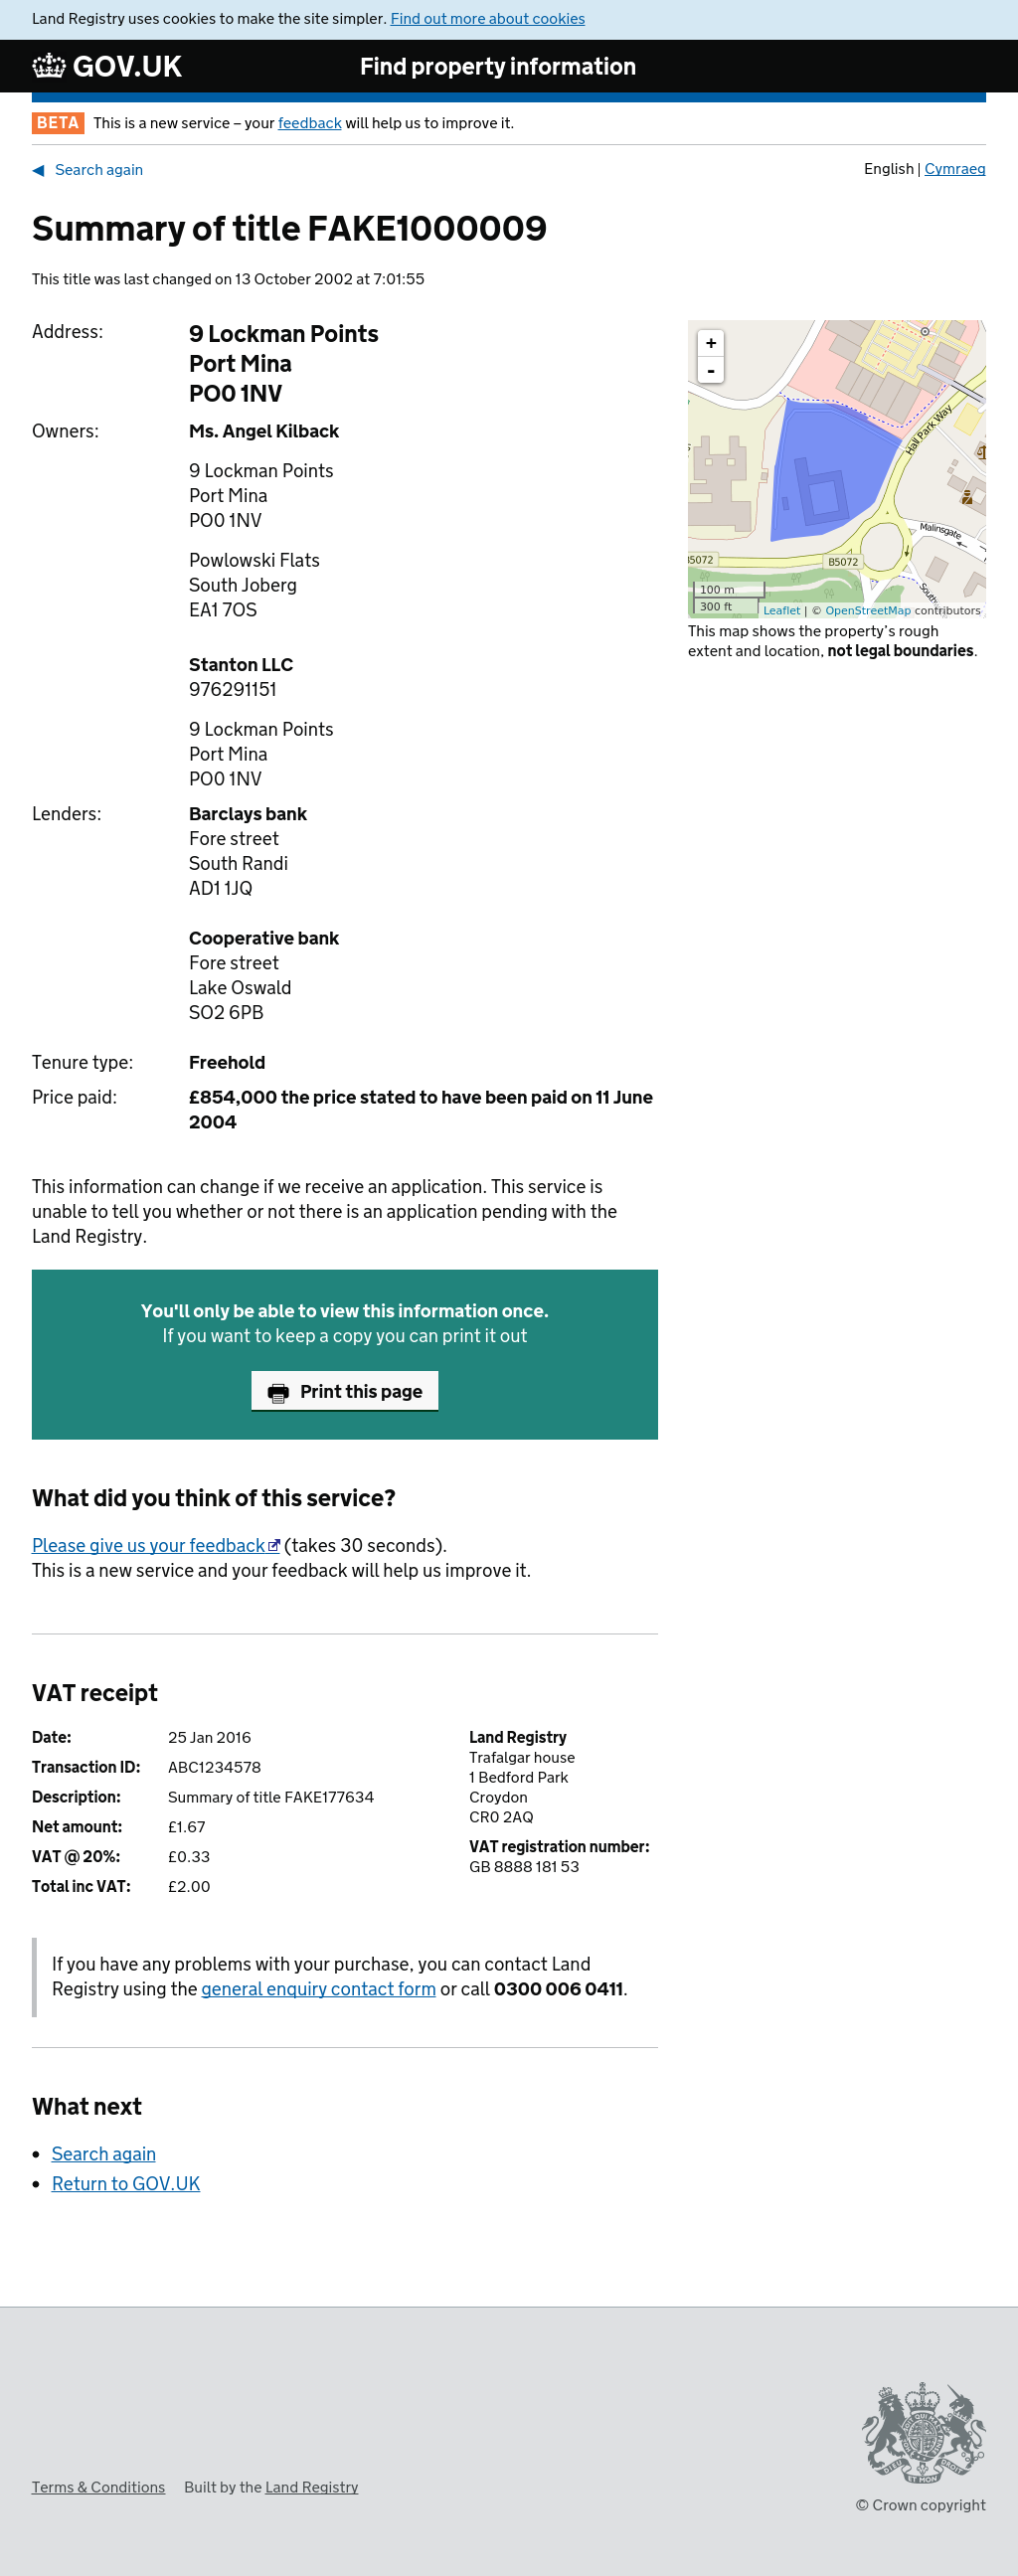 Land Registry uses cookies to make the site simpler. Find out more about cookies
GOV.UK
Find property information
BETA This is a new service – your feedback will help us to improve it.
◀ Search again
English | Cymraeg
Summary of title FAKE1000009
This title was last changed on 13 October 2002 at 7:01:55
Address:
9 Lockman Points
Port Mina
PO0 1NV
Owners:
Ms. Angel Kilback
9 Lockman Points
Port Mina
PO0 1NV
Powlowski Flats
South Joberg
EA1 7OS
Stanton LLC
976291151
9 Lockman Points
Port Mina
PO0 1NV
Lenders:
Barclays bank
Fore street
South Randi
AD1 1JQ
Cooperative bank
Fore street
Lake Oswald
SO2 6PB
Tenure type:
Freehold
Price paid:
£854,000 the price stated to have been paid on 11 June
2004
+
-
Hall Park Way
Malinsgate
B5072
B5072
100 m
300 ft
Leaflet | © OpenStreetMap contributors
This map shows the property's rough
extent and location, not legal boundaries.
This information can change if we receive an application. This service is
unable to tell you whether or not there is an application pending with the
Land Registry.
You'll only be able to view this information once.
If you want to keep a copy you can print it out
Print this page
What did you think of this service?
Please give us your feedback (takes 30 seconds).
This is a new service and your feedback will help us improve it.
VAT receipt
Date: 25 Jan 2016
Transaction ID: ABC1234578
Description: Summary of title FAKE177634
Net amount: £1.67
VAT @ 20%: £0.33
Total inc VAT: £2.00
Land Registry
Trafalgar house
1 Bedford Park
Croydon
CR0 2AQ
VAT registration number:
GB 8888 181 53
If you have any problems with your purchase, you can contact Land
Registry using the general enquiry contact form or call 0300 006 0411.
What next
• Search again
• Return to GOV.UK
Terms & Conditions Built by the Land Registry
DIEU ET MON DROIT
© Crown copyright